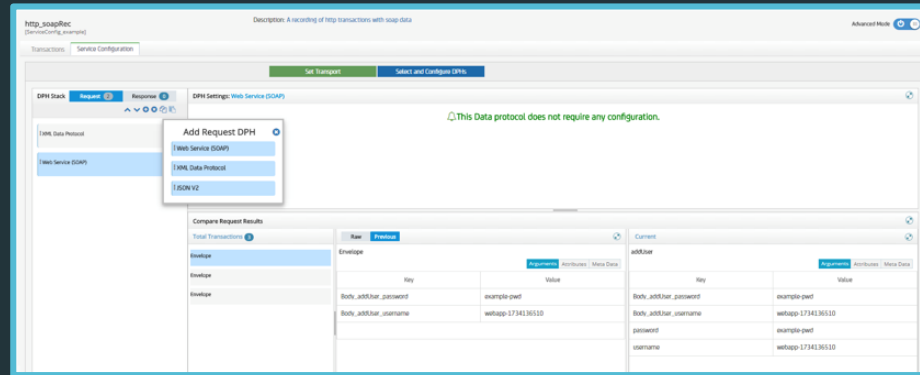 http_soapRec
[ServiceConfig_example]
Description: A recording of http transactions with soap data
Advanced Mode
Transactions
Service Configuration
Set Transport
Select and Configure DPHs
DPH Stack
Request 2
Response
XML Data Protocol
Web Service (SOAP)
Add Request DPH
Web Service (SOAP)
XML Data Protocol
JSON V2
DPH Settings: Web Service (SOAP)
This Data protocol does not require any configuration.
Compare Request Results
Total Transactions 3
Envelope
Envelope
Envelope
Raw
Previous
Envelope
Arguments Attributes Meta Data
Key Value
Body_addUser_password example-pwd
Body_addUser_username webapp-1734136510
Current
addUser
Arguments Attributes Meta Data
Key Value
Body_addUser_password example-pwd
Body_addUser_username webapp-1734136510
password example-pwd
username webapp-1734136510